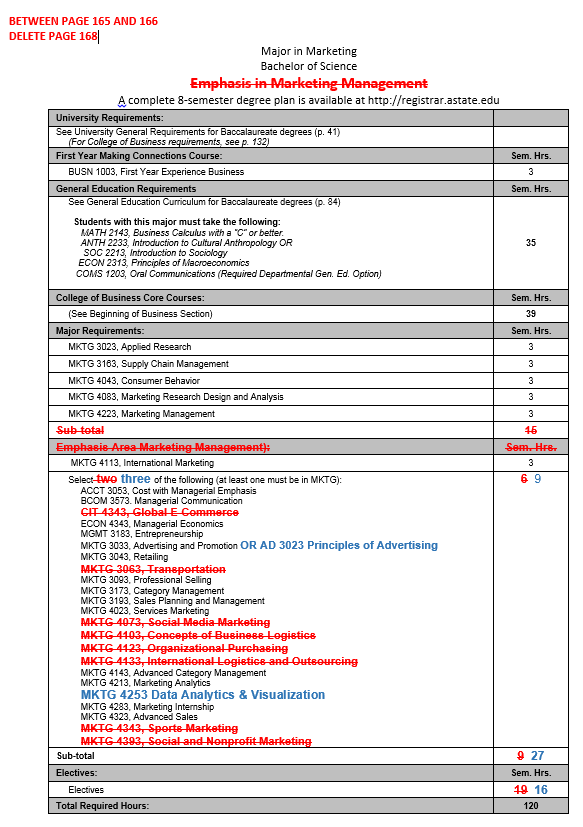 BETWEEN PAGE 165 AND 166
DELETE PAGE 168
Major in Marketing
Bachelor of Science
Emphasis in Marketing Management
A complete 8-semester degree plan is available at http://registrar.astate.edu
University Requirements:
See University General Requirements for Baccalaureate degrees (p. 41)
(For College of Business requirements, see p. 132)
First Year Making Connections Course: Sem. Hrs.
BUSN 1003, First Year Experience Business 3
General Education Requirements Sem. Hrs.
See General Education Curriculum for Baccalaureate degrees (p. 84)
Students with this major must take the following:
MATH 2143, Business Calculus with a "C" or better.
ANTH 2233, Introduction to Cultural Anthropology OR
SOC 2213, Introduction to Sociology
ECON 2313, Principles of Macroeconomics
COMS 1203, Oral Communications (Required Departmental Gen. Ed. Option)
35
College of Business Core Courses: Sem. Hrs.
(See Beginning of Business Section) 39
Major Requirements: Sem. Hrs.
MKTG 3023, Applied Research 3
MKTG 3163, Supply Chain Management 3
MKTG 4043, Consumer Behavior 3
MKTG 4083, Marketing Research Design and Analysis 3
MKTG 4223, Marketing Management 3
Sub-total 15
Emphasis Area Marketing Management): Sem. Hrs.
MKTG 4113, International Marketing 3
Select two three of the following (at least one must be in MKTG): 6 9
ACCT 3053, Cost with Managerial Emphasis
BCOM 3573. Managerial Communication
CIT 4343, Global E-Commerce
ECON 4343, Managerial Economics
MGMT 3183, Entrepreneurship
MKTG 3033, Advertising and Promotion OR AD 3023 Principles of Advertising
MKTG 3043, Retailing
MKTG 3063, Transportation
MKTG 3093, Professional Selling
MKTG 3173, Category Management
MKTG 3193, Sales Planning and Management
MKTG 4023, Services Marketing
MKTG 4073, Social Media Marketing
MKTG 4103, Concepts of Business Logistics
MKTG 4123, Organizational Purchasing
MKTG 4133, International Logistics and Outsourcing
MKTG 4143, Advanced Category Management
MKTG 4213, Marketing Analytics
MKTG 4253 Data Analytics & Visualization
MKTG 4283, Marketing Internship
MKTG 4323, Advanced Sales
MKTG 4343, Sports Marketing
MKTG 4393, Social and Nonprofit Marketing
Sub-total 9 27
Electives: Sem. Hrs.
Electives 19 16
Total Required Hours: 120